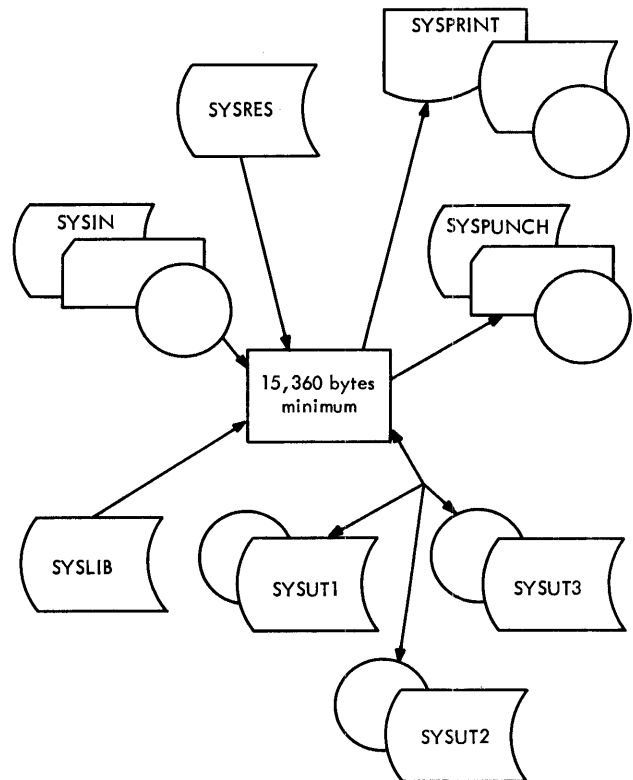 SYSPRINT
SYSRES
SYSIN
SYSPUNCH
15,360 bytes
minimum
SYSLIB
SYSUT1
SYSUT3
SYSUT2